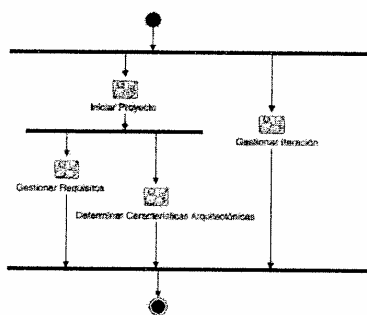 Iniciar Proyecto
Gestionar Iteración
Gestionar Requisitos
Determinar Características Arquitectónicas